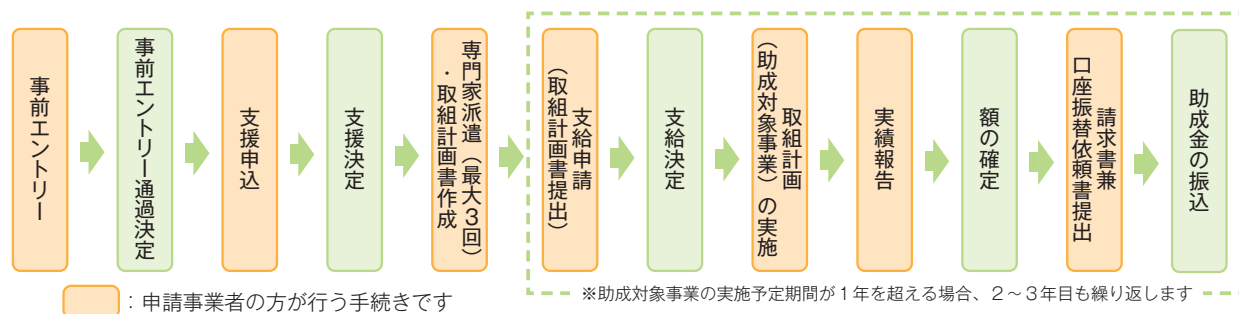 事前エントリー
事前エントリー通過決定
支援申込
支援決定
専門家派遣（最大3回）
・取組計画書作成
支給申請
（取組計画書提出）
支給決定
取組計画
（助成対象事業）の実施
実績報告
額の確定
請求書兼
口座振替依頼書提出
助成金の振込
：申請事業者の方が行う手続きです
※助成対象事業の実施予定期間が１年を超える場合、２～３年目も繰り返します